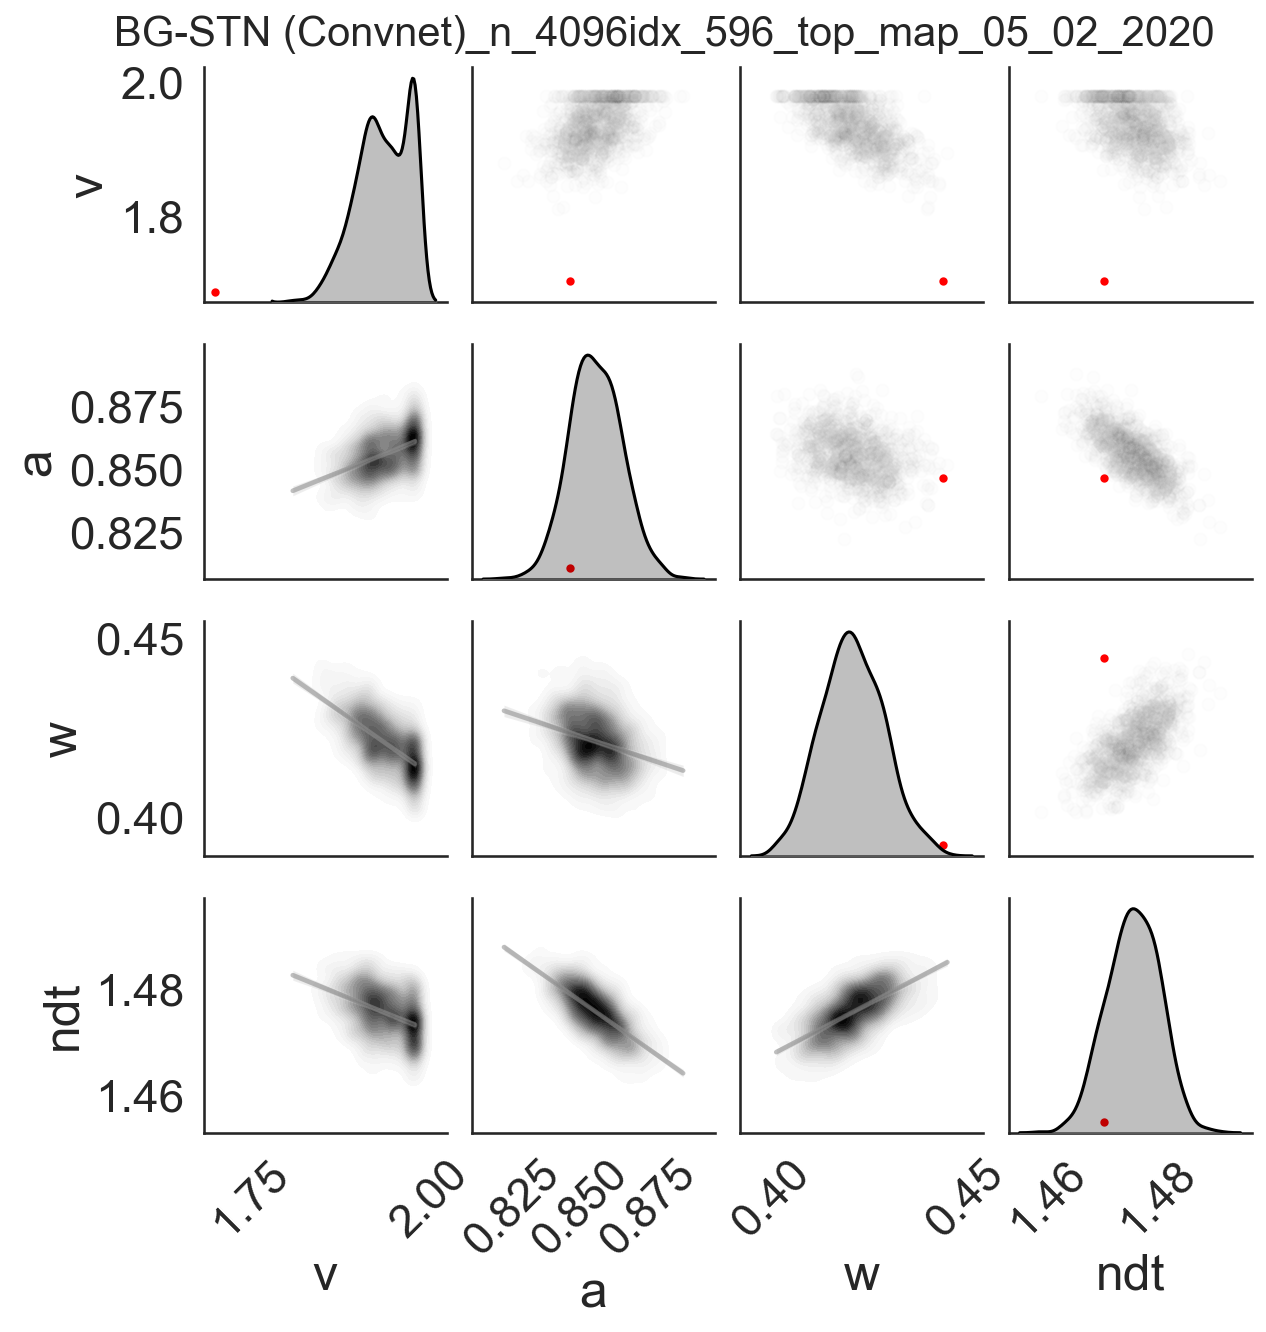 BG-STN (Convnet)_n_4096idx_596_top_map_05_02_2020
2.0
v
1.8
0.875
a
0.850
0.825
0.45
w
0.40
1.48
ndt
1.46
1.75 2.00 0.825 0.850 0.875 0.40 0.45 1.46 1.48
v a w ndt